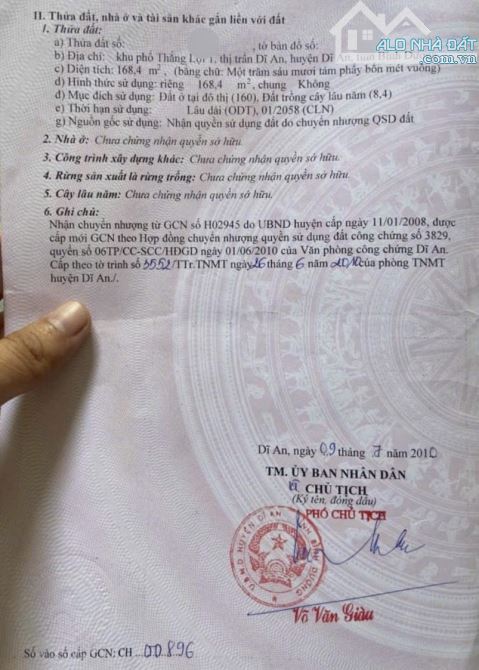 ALO NHÀ ĐẤT
.com.vn
II. Thửa đất, nhà ở và tài sản khác gắn liền với đất
1. Thửa đất:
a) Thửa đất số: , tờ bản đồ số:
b) Địa chỉ: khu phố Thắng Lợi 1, thị trấn Dĩ An, huyện Dĩ An, tỉnh Bình Dương
c) Diện tích: 168,4 m², (bằng chữ: Một trăm sáu mươi tám phẩy bốn mét vuông)
d) Hình thức sử dụng: riêng 168,4 m², chung Không
đ) Mục đích sử dụng: Đất ở tại đô thị (160), Đất trồng cây lâu năm (8,4)
e) Thời hạn sử dụng: Lâu dài (ODT), 01/2058 (CLN)
g) Nguồn gốc sử dụng: Nhận quyền sử dụng đất do chuyển nhượng QSD đất
2. Nhà ở: Chưa chứng nhận quyền sở hữu.
3. Công trình xây dựng khác: Chưa chứng nhận quyền sở hữu.
4. Rừng sản xuất là rừng trồng: Chưa chứng nhận quyền sở hữu.
5. Cây lâu năm: Chưa chứng nhận quyền sở hữu.
6. Ghi chú:
Nhận chuyển nhượng từ GCN số H02945 do UBND huyện cấp ngày 11/01/2008, được
cấp mới GCN theo Hợp đồng chuyển nhượng quyền sử dụng đất công chứng số 3829,
quyển số 06TP/CC-SCC/HĐGD ngày 01/06/2010 của Văn phòng công chứng Dĩ An.
Cấp theo tờ trình số 3552/TTr.TNMT ngày 26 tháng 6 năm 2010 của phòng TNMT
huyện Dĩ An./.
Dĩ An, ngày 09 tháng 7 năm 2010
TM. ỦY BAN NHÂN DÂN
CHỦ TỊCH
(Ký tên, đóng dấu)
PHÓ CHỦ TỊCH
U.B.N.D HUYỆN DĨ AN
BÌNH DƯƠNG
Võ Văn Giàu
Số vào sổ cấp GCN: CH 00896